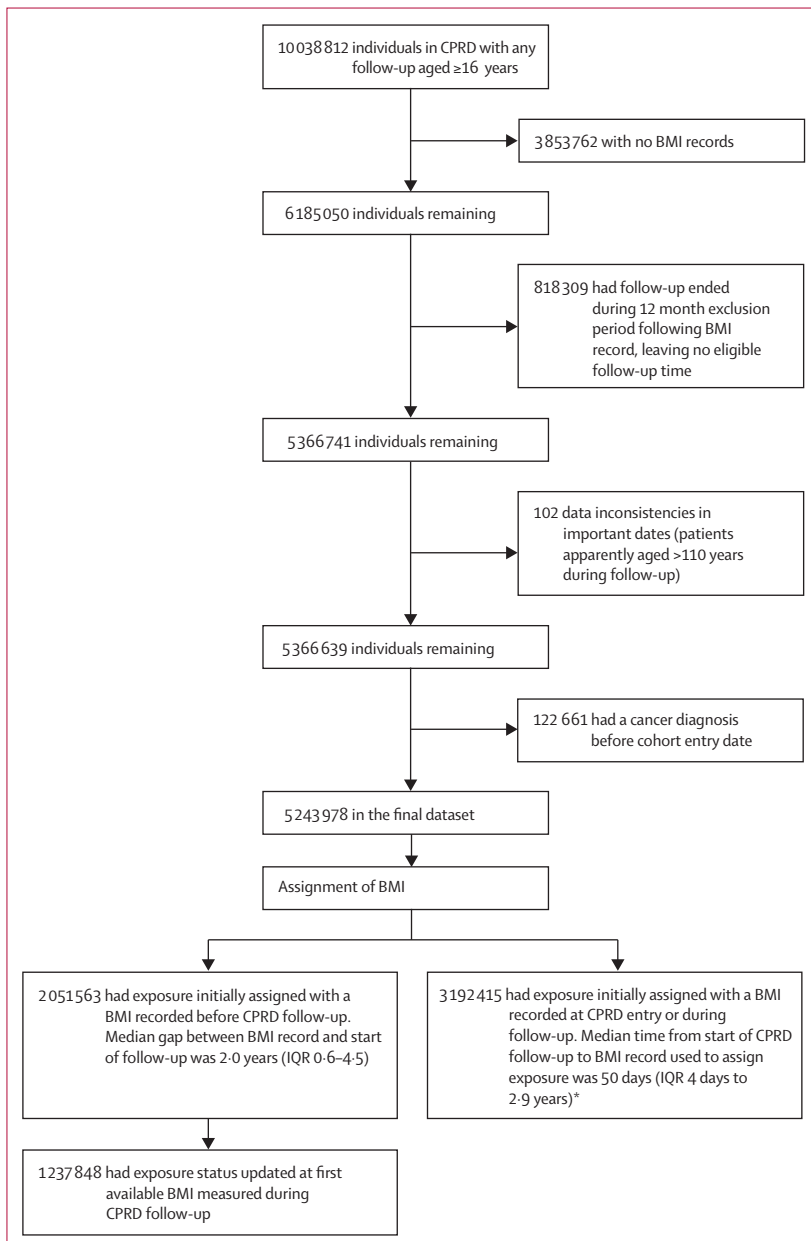 10 038 812 individuals in CPRD with any
follow-up aged ≥16 years
3 853 762 with no BMI records
6 185 050 individuals remaining
818 309 had follow-up ended
during 12 month exclusion
period following BMI
record, leaving no eligible
follow-up time
5 366 741 individuals remaining
102 data inconsistencies in
important dates (patients
apparently aged >110 years
during follow-up)
5 366 639 individuals remaining
122 661 had a cancer diagnosis
before cohort entry date
5 243 978 in the final dataset
Assignment of BMI
2 051 563 had exposure initially assigned with a
BMI recorded before CPRD follow-up.
Median gap between BMI record and start
of follow-up was 2·0 years (IQR 0·6–4·5)
3 192 415 had exposure initially assigned with a BMI
recorded at CPRD entry or during
follow-up. Median time from start of CPRD
follow-up to BMI record used to assign
exposure was 50 days (IQR 4 days to
2·9 years)*
1 237 848 had exposure status updated at first
available BMI measured during
CPRD follow-up